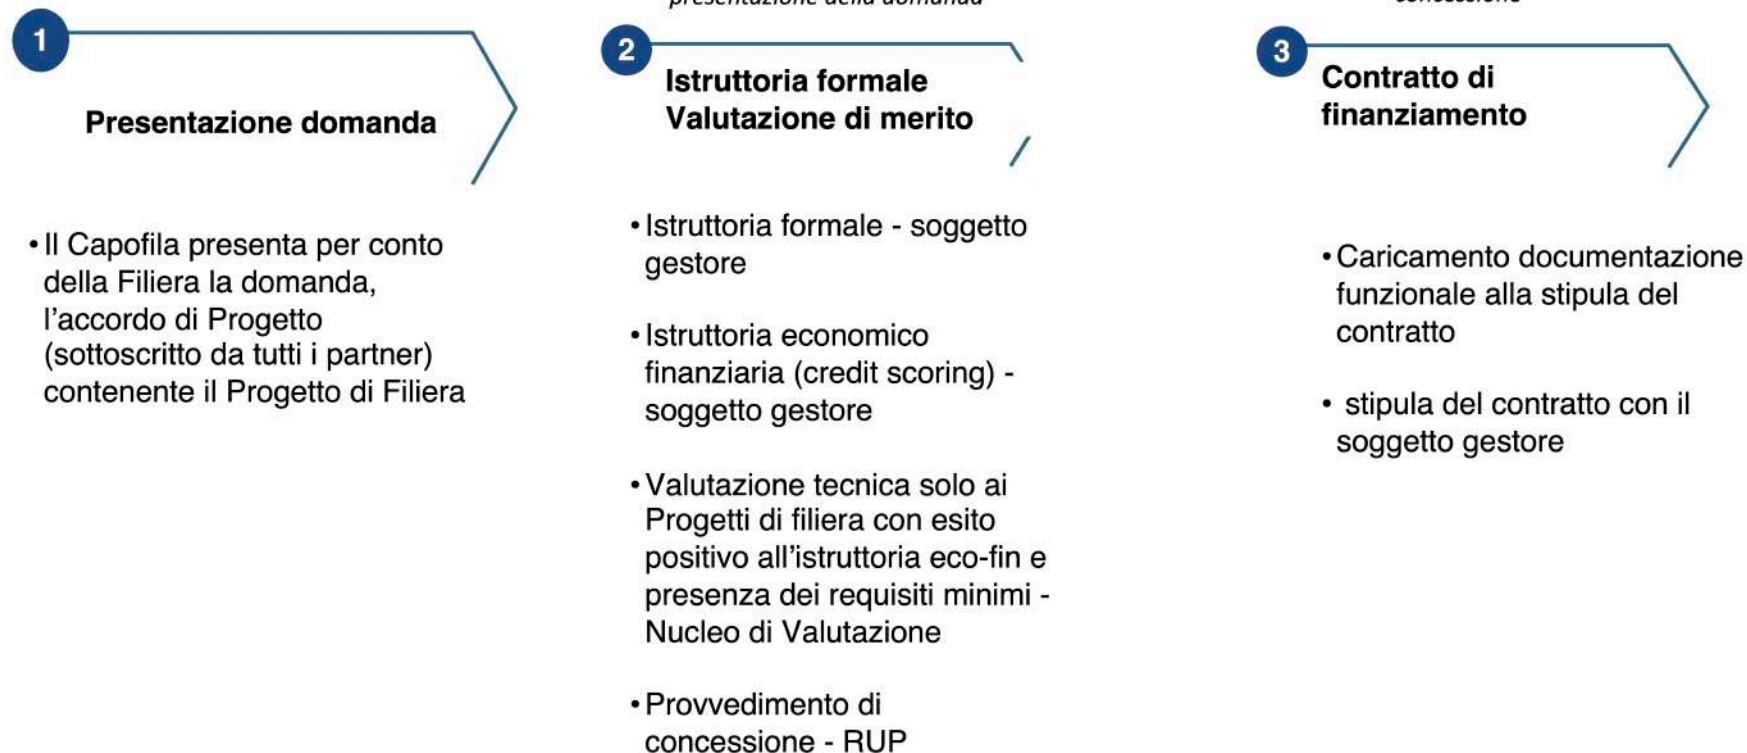 presentazione della domanda
concessione
1
Presentazione domanda
• Il Capofila presenta per conto
della Filiera la domanda,
l'accordo di Progetto
(sottoscritto da tutti i partner)
contenente il Progetto di Filiera
2
Istruttoria formale
Valutazione di merito
• Istruttoria formale - soggetto
gestore
• Istruttoria economico
finanziaria (credit scoring) -
soggetto gestore
• Valutazione tecnica solo ai
Progetti di filiera con esito
positivo all'istruttoria eco-fin e
presenza dei requisiti minimi -
Nucleo di Valutazione
• Provvedimento di
concessione - RUP
3
Contratto di
finanziamento
• Caricamento documentazione
funzionale alla stipula del
contratto
• stipula del contratto con il
soggetto gestore